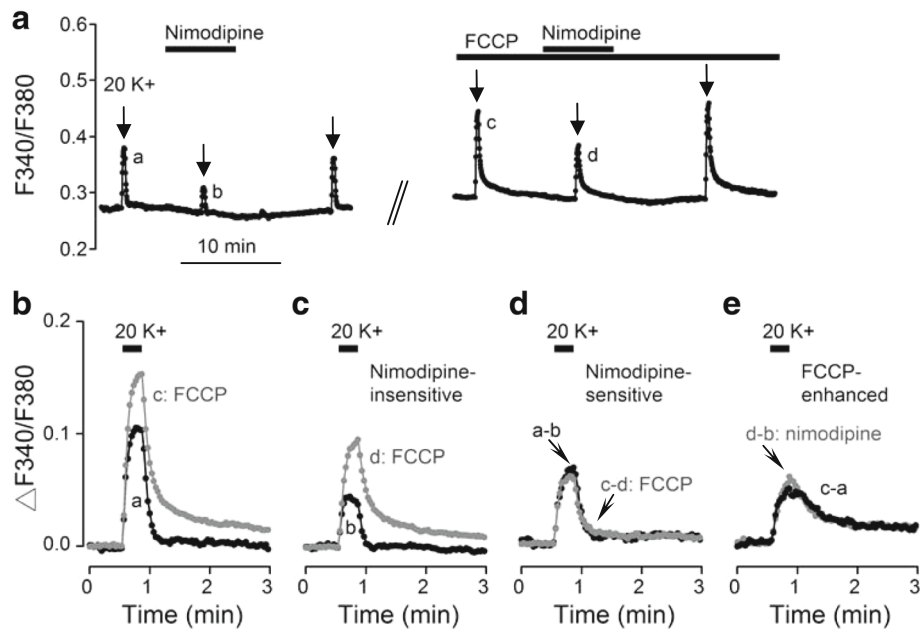 a
0.6
0.5
0.4
0.3
0.2
F340/F380
Nimodipine
20 K+
a
b
10 min
FCCP
Nimodipine
c
d
b
0.2
0.1
0.0
△F340/F380
20 K+
c: FCCP
a
0 1 2 3
Time (min)
c
20 K+
Nimodipine-
insensitive
d: FCCP
b
0 1 2 3
Time (min)
d
20 K+
Nimodipine-
sensitive
a-b
c-d: FCCP
0 1 2 3
Time (min)
e
20 K+
FCCP-
enhanced
d-b: nimodipine
c-a
0 1 2 3
Time (min)